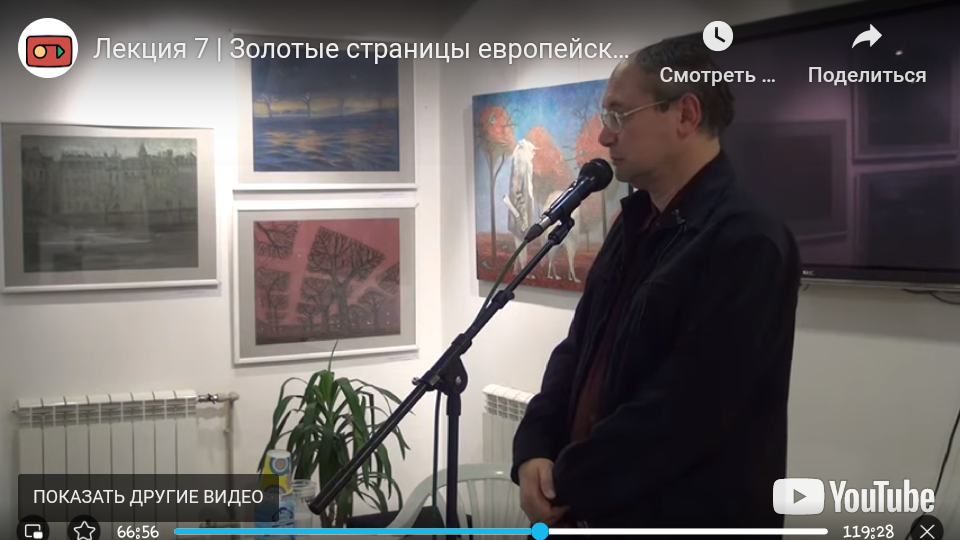 Лекция 7 | Золотые страницы европейск...
Смотреть ...
Поделиться
ПОКАЗАТЬ ДРУГИЕ ВИДЕО
YouTube
66:56
119:28